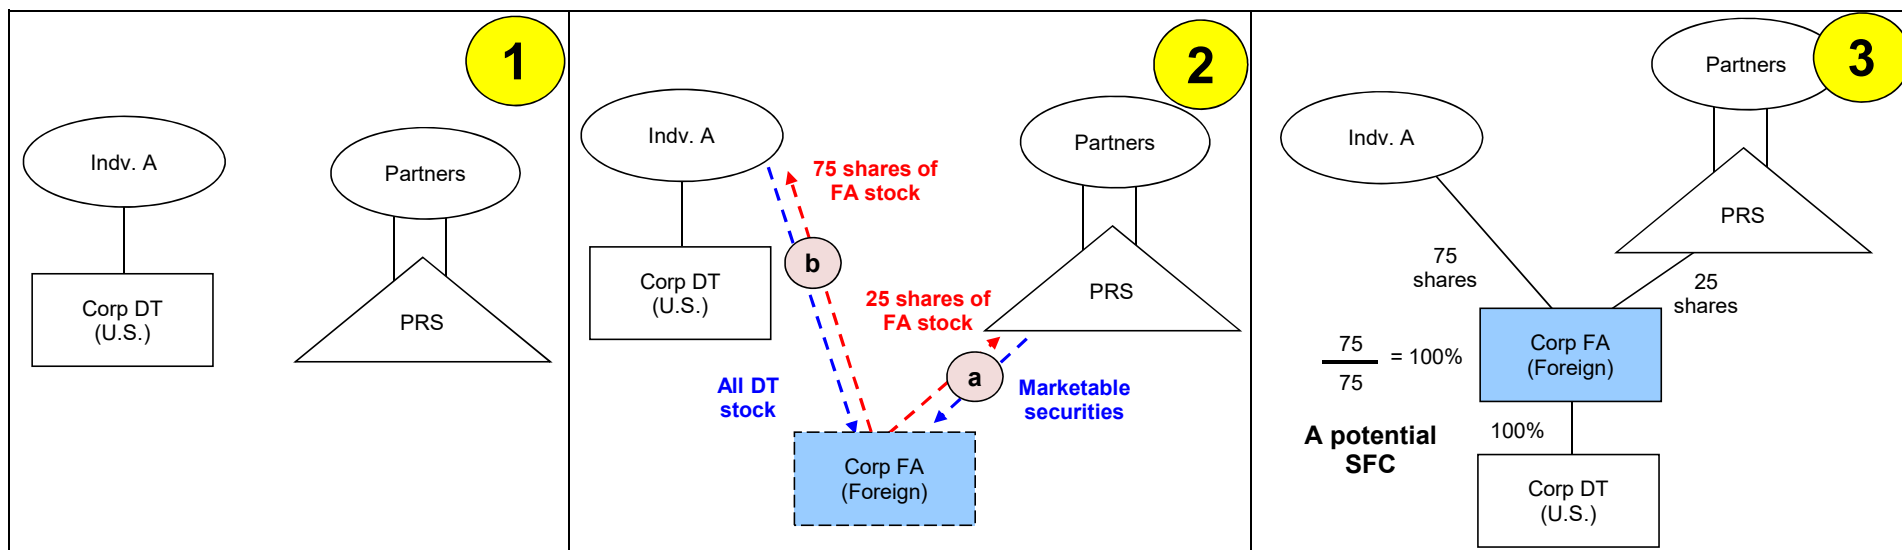 1
Indv. A
Corp DT
(U.S.)
Partners
PRS
2
Indv. A
Corp DT
(U.S.)
75 shares of
FA stock
b
All DT
stock
Partners
PRS
25 shares of
FA stock
a
Marketable
securities
Corp FA
(Foreign)
3
Partners
Indv. A
PRS
75
shares
25
shares
Corp FA
(Foreign)
75
75
= 100%
A potential
SFC
100%
Corp DT
(U.S.)